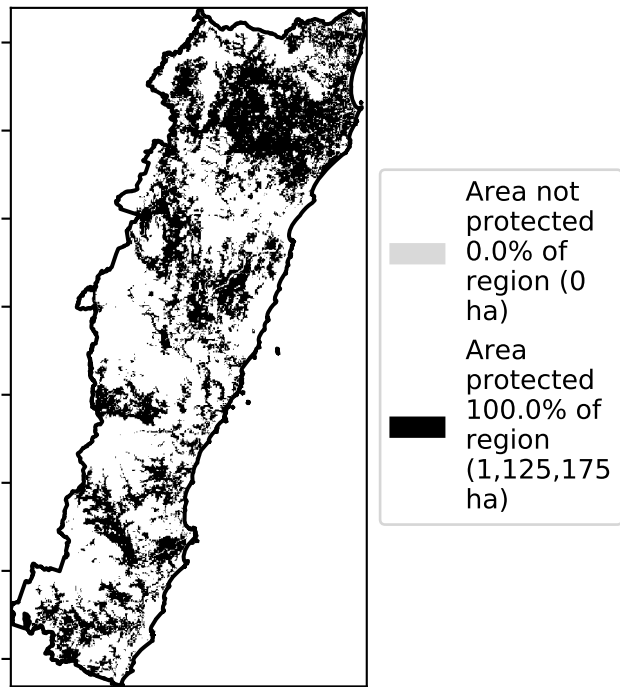 Area not
protected
0.0% of
region (0
ha)
Area
protected
100.0% of
region
(1,125,175
ha)